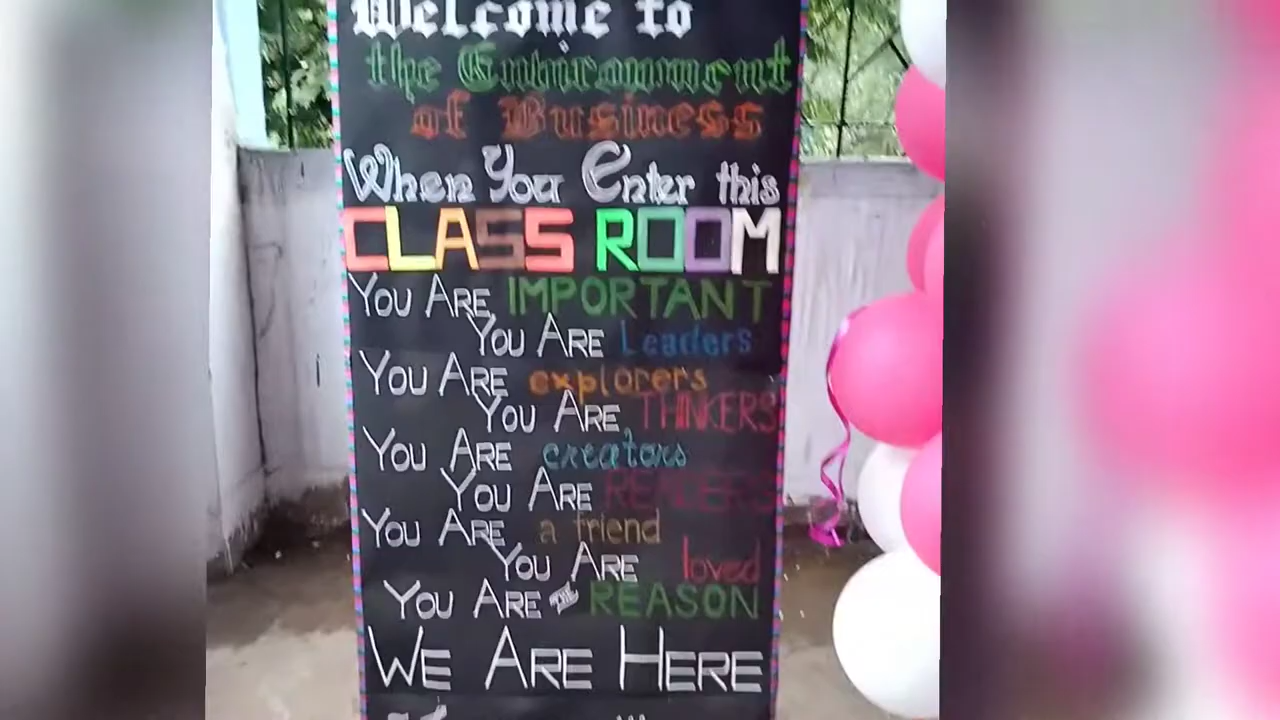 Welcome to
the Environment
of Business
When You Enter this
CLASS ROOM
YOU ARE IMPORTANT
YOU ARE Leaders
YOU ARE explorers
YOU ARE THINKERS
YOU ARE creators
YOU ARE READERS
YOU ARE a friend
YOU ARE loved
YOU ARE THE REASON
WE ARE HERE